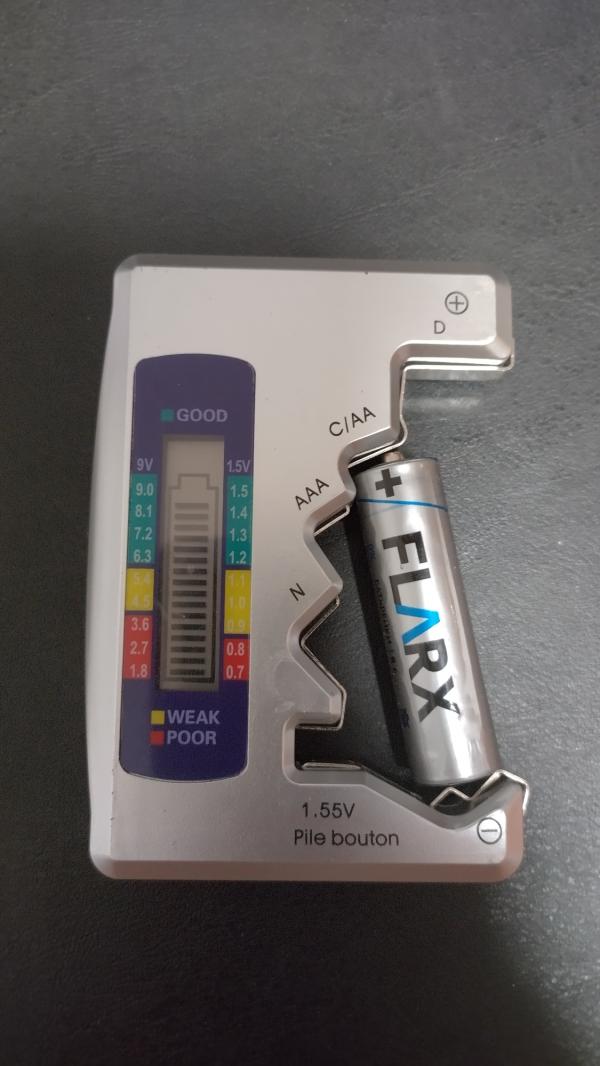 D
C/AA
AAA
N
GOOD
9V 1.5V
9.0 1.5
8.1 1.4
7.2 1.3
6.3 1.2
5.4 1.1
4.5 1.0
0.9
3.6 0.8
2.7 0.7
1.8
WEAK
POOR
1.55V
Pile bouton
+
FLARX